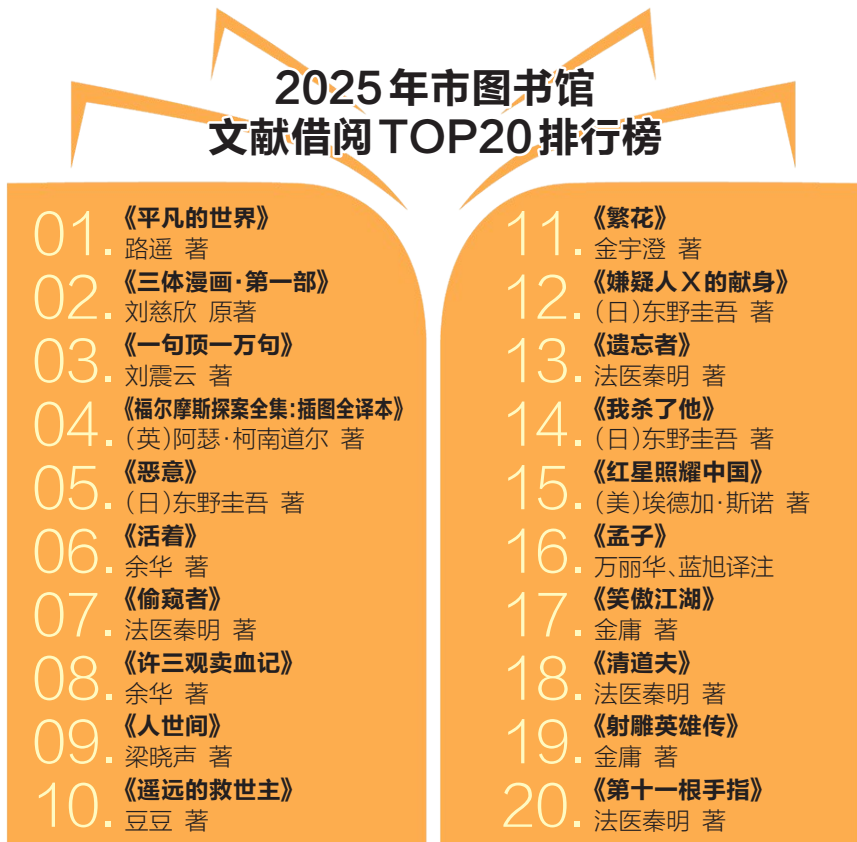 2025年市图书馆
文献借阅TOP20排行榜
01.
《平凡的世界》
路遥 著
02.
《三体漫画·第一部》
刘慈欣 原著
03.
《一句顶一万句》
刘震云 著
04.
《福尔摩斯探案全集:插图全译本》
(英)阿瑟·柯南道尔 著
05.
《恶意》
(日)东野圭吾 著
06.
《活着》
余华 著
07.
《偷窥者》
法医秦明 著
08.
《许三观卖血记》
余华 著
09.
《人世间》
梁晓声 著
10.
《遥远的救世主》
豆豆 著
11.
《繁花》
金宇澄 著
12.
《嫌疑人X的献身》
(日)东野圭吾 著
13.
《遗忘者》
法医秦明 著
14.
《我杀了他》
(日)东野圭吾 著
15.
《红星照耀中国》
(美)埃德加·斯诺 著
16.
《孟子》
万丽华、蓝旭译注
17.
《笑傲江湖》
金庸 著
18.
《清道夫》
法医秦明 著
19.
《射雕英雄传》
金庸 著
20.
《第十一根手指》
法医秦明 著